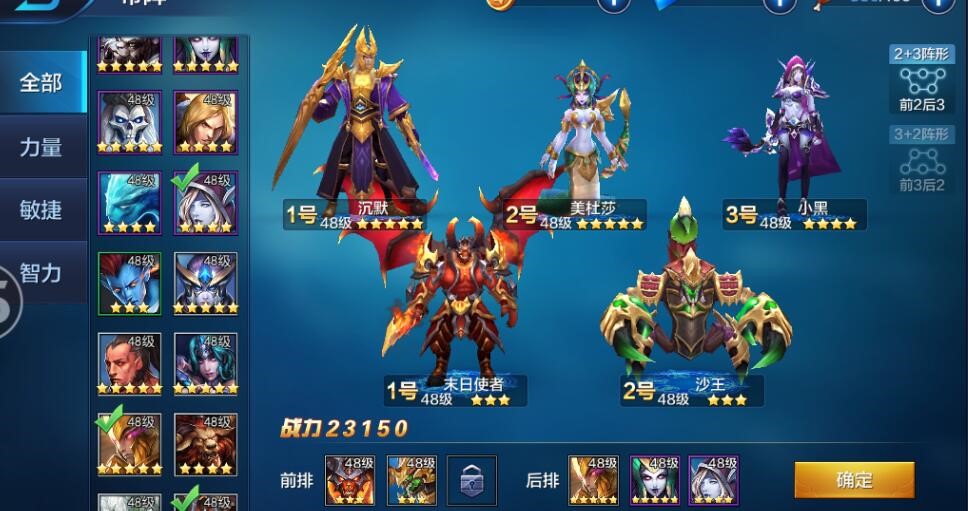 全部
力量
敏捷
智力
48级
48级
48级
48级
48级
48级
48级
48级
48级
48级
1号 沉默
48级
2号 美杜莎
48级
3号 小黑
48级
1号 末日使者
48级
2号 沙王
48级
2+3阵形
前2后3
3+2阵形
前3后2
战力23150
前排
48级
48级
后排
48级
48级
48级
确定